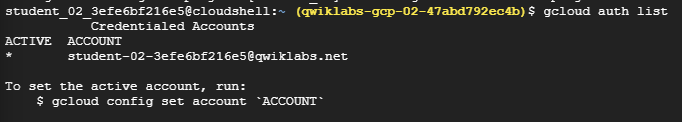 student_02_3efe6bf216e5@cloudshell:~ (qwiklabs-gcp-02-47abd792ec4b)$ gcloud auth list
Credentialed Accounts
ACTIVE ACCOUNT
* student-02-3efe6bf216e5@qwiklabs.net
To set the active account, run:
$ gcloud config set account `ACCOUNT`